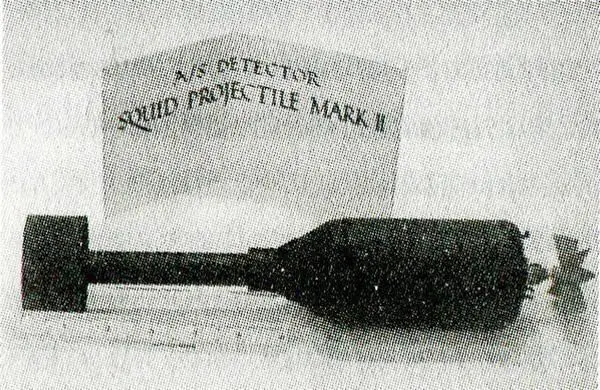 A/S DETECTOR
SQUID PROJECTILE MARK II